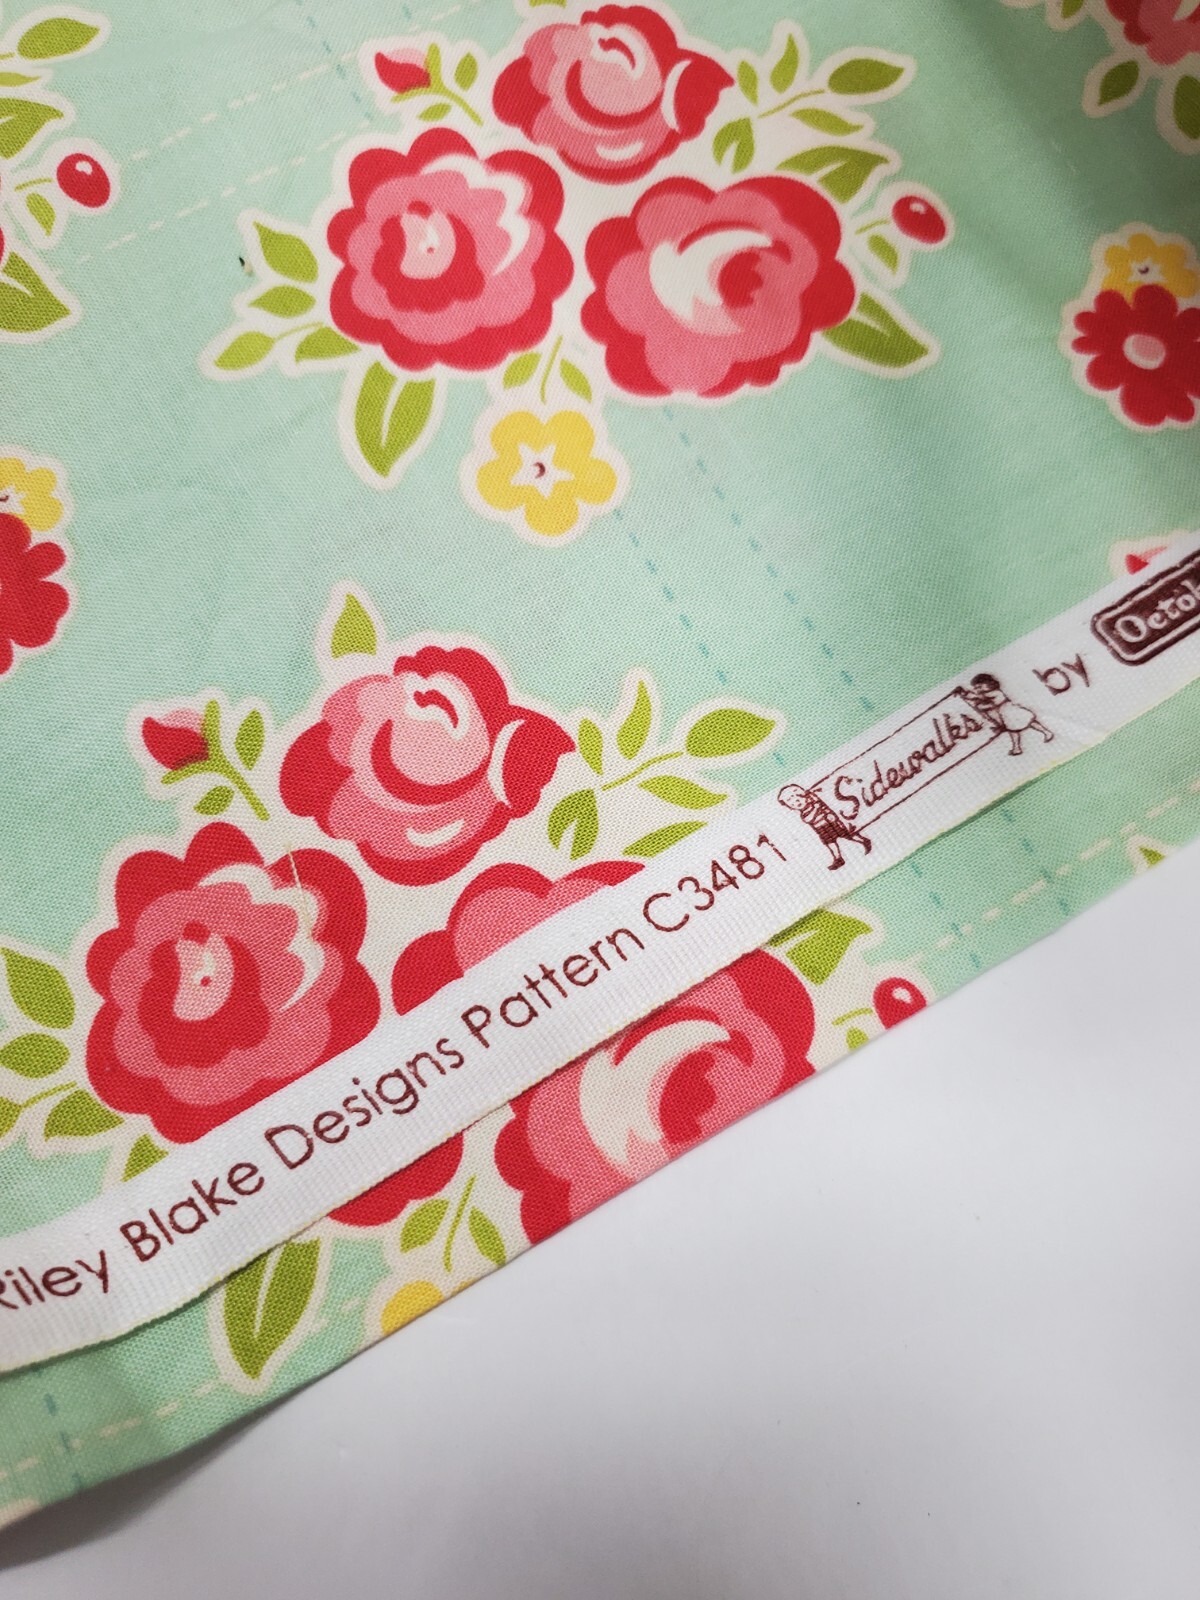 Riley Blake Designs Pattern C3481 Sidewalks by